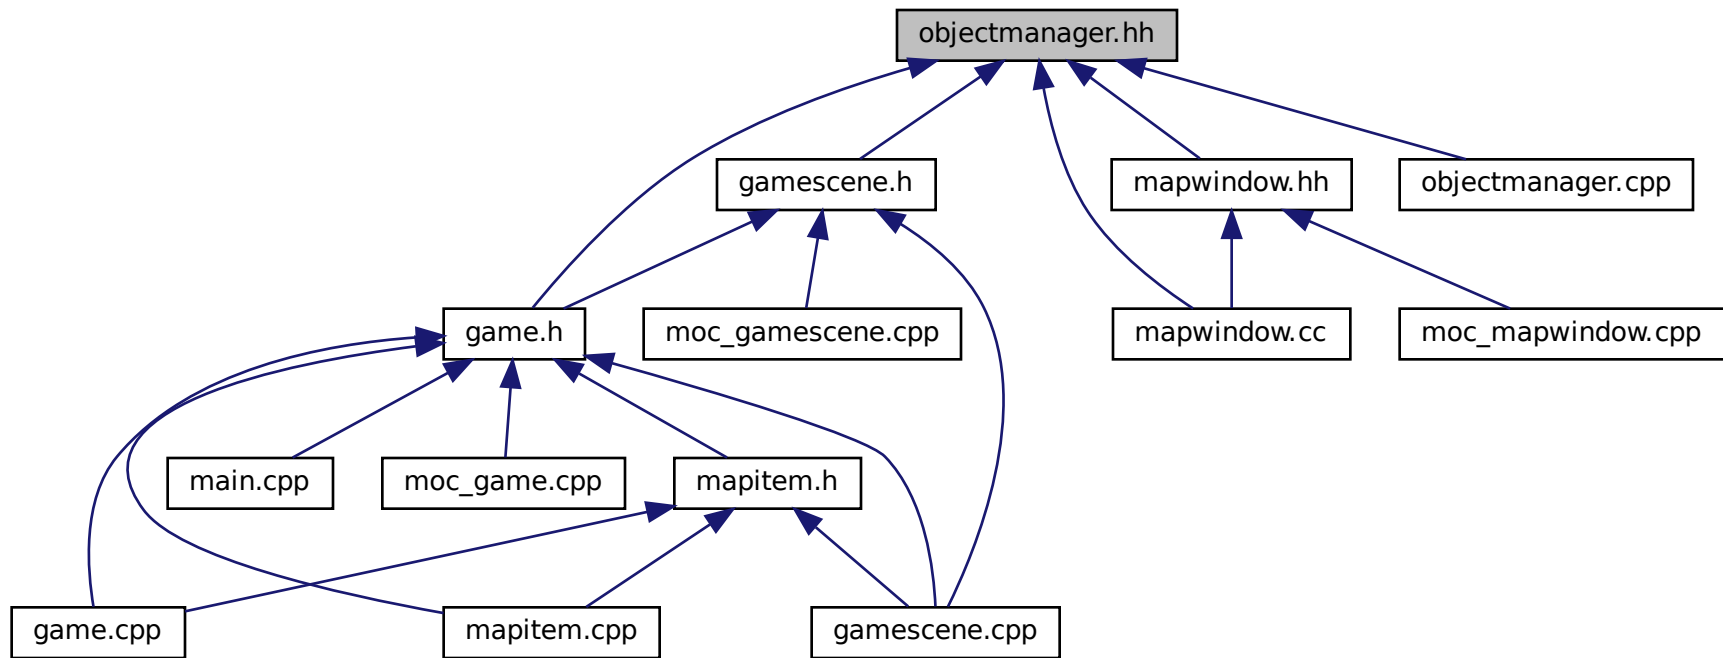 objectmanager.hh
gamescene.h
mapwindow.hh
objectmanager.cpp
game.h
moc_gamescene.cpp
mapwindow.cc
moc_mapwindow.cpp
main.cpp
moc_game.cpp
mapitem.h
game.cpp
mapitem.cpp
gamescene.cpp